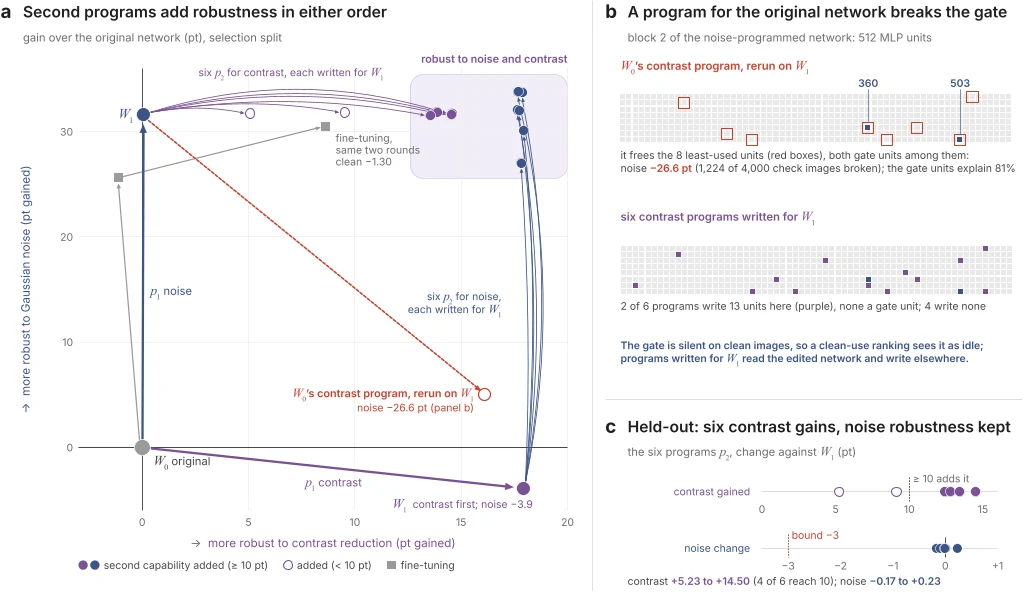 a Second programs add robustness in either order
gain over the original network (pt), selection split
robust to noise and contrast
six p2 for contrast, each written for W1
W1
fine-tuning,
same two rounds
clean −1.30
30
20
10
0
→ more robust to Gaussian noise (pt gained)
p1 noise
six p2 for noise,
each written for W1
W0's contrast program, rerun on W1
noise −26.6 pt (panel b)
W0 original
p1 contrast
W1 contrast first; noise −3.9
0 5 10 15 20
→ more robust to contrast reduction (pt gained)
second capability added (≥ 10 pt) added (< 10 pt) fine-tuning
b A program for the original network breaks the gate
block 2 of the noise-programmed network: 512 MLP units
W0's contrast program, rerun on W1
360 503
it frees the 8 least-used units (red boxes), both gate units among them:
noise −26.6 pt (1,224 of 4,000 check images broken); the gate units explain 81%
six contrast programs written for W1
2 of 6 programs write 13 units here (purple), none a gate unit; 4 write none
The gate is silent on clean images, so a clean-use ranking sees it as idle;
programs written for W1 read the edited network and write elsewhere.
c Held-out: six contrast gains, noise robustness kept
the six programs p2, change against W1 (pt)
≥ 10 adds it
contrast gained
0 5 10 15
bound −3
noise change
−3 −2 −1 0 +1
contrast +5.23 to +14.50 (4 of 6 reach 10); noise −0.17 to +0.23